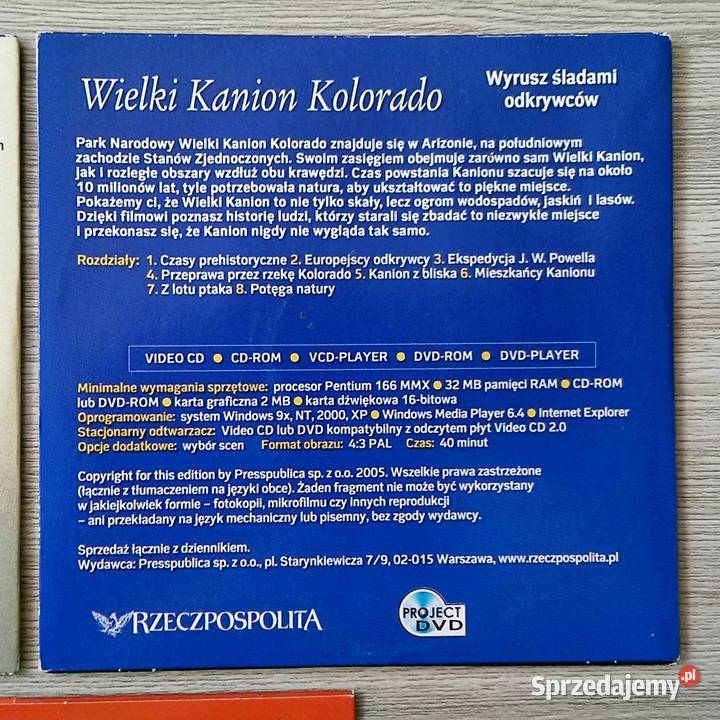 Wielki Kanion Kolorado
Wyrusz śladami
odkrywców
Park Narodowy Wielki Kanion Kolorado znajduje się w Arizonie, na południowym
zachodzie Stanów Zjednoczonych. Swoim zasięgiem obejmuje zarówno sam Wielki Kanion,
jak i rozległe obszary wzdłuż obu krawędzi. Czas powstania Kanionu szacuje się na około
10 milionów lat, tyle potrzebowała natura, aby ukształtować to piękne miejsce.
Pokażemy ci, że Wielki Kanion to nie tylko skały, lecz ogrom wodospadów, jaskiń i lasów.
Dzięki filmowi poznasz historię ludzi, którzy starali się zbadać to niezwykłe miejsce
i przekonasz się, że Kanion nigdy nie wygląda tak samo.
Rozdziały: 1. Czasy prehistoryczne 2. Europejscy odkrywcy 3. Ekspedycja J. W. Powella
4. Przeprawa przez rzekę Kolorado 5. Kanion z bliska 6. Mieszkańcy Kanionu
7. Z lotu ptaka 8. Potęga natury
VIDEO CD ● CD-ROM ● VCD-PLAYER ● DVD-ROM ● DVD-PLAYER
Minimalne wymagania sprzętowe: procesor Pentium 166 MMX ● 32 MB pamięci RAM ● CD-ROM
lub DVD-ROM ● karta graficzna 2 MB ● karta dźwiękowa 16-bitowa
Oprogramowanie: system Windows 9x, NT, 2000, XP ● Windows Media Player 6.4 ● Internet Explorer
Stacjonarny odtwarzacz: Video CD lub DVD kompatybilny z odczytem płyt Video CD 2.0
Opcje dodatkowe: wybór scen Format obrazu: 4:3 PAL Czas: 40 minut
Copyright for this edition by Presspublica sp. z o.o. 2005. Wszelkie prawa zastrzeżone
(łącznie z tłumaczeniem na języki obce). Żaden fragment nie może być wykorzystany
w jakiejkolwiek formie – fotokopii, mikrofilmu czy innych reprodukcji
– ani przekładany na język mechaniczny lub pisemny, bez zgody wydawcy.
Sprzedaż łącznie z dziennikiem.
Wydawca: Presspublica sp. z o.o., pl. Starynkiewicza 7/9, 02-015 Warszawa, www.rzeczpospolita.pl
RZECZPOSPOLITA
PROJECT
DVD
Sprzedajemy.pl